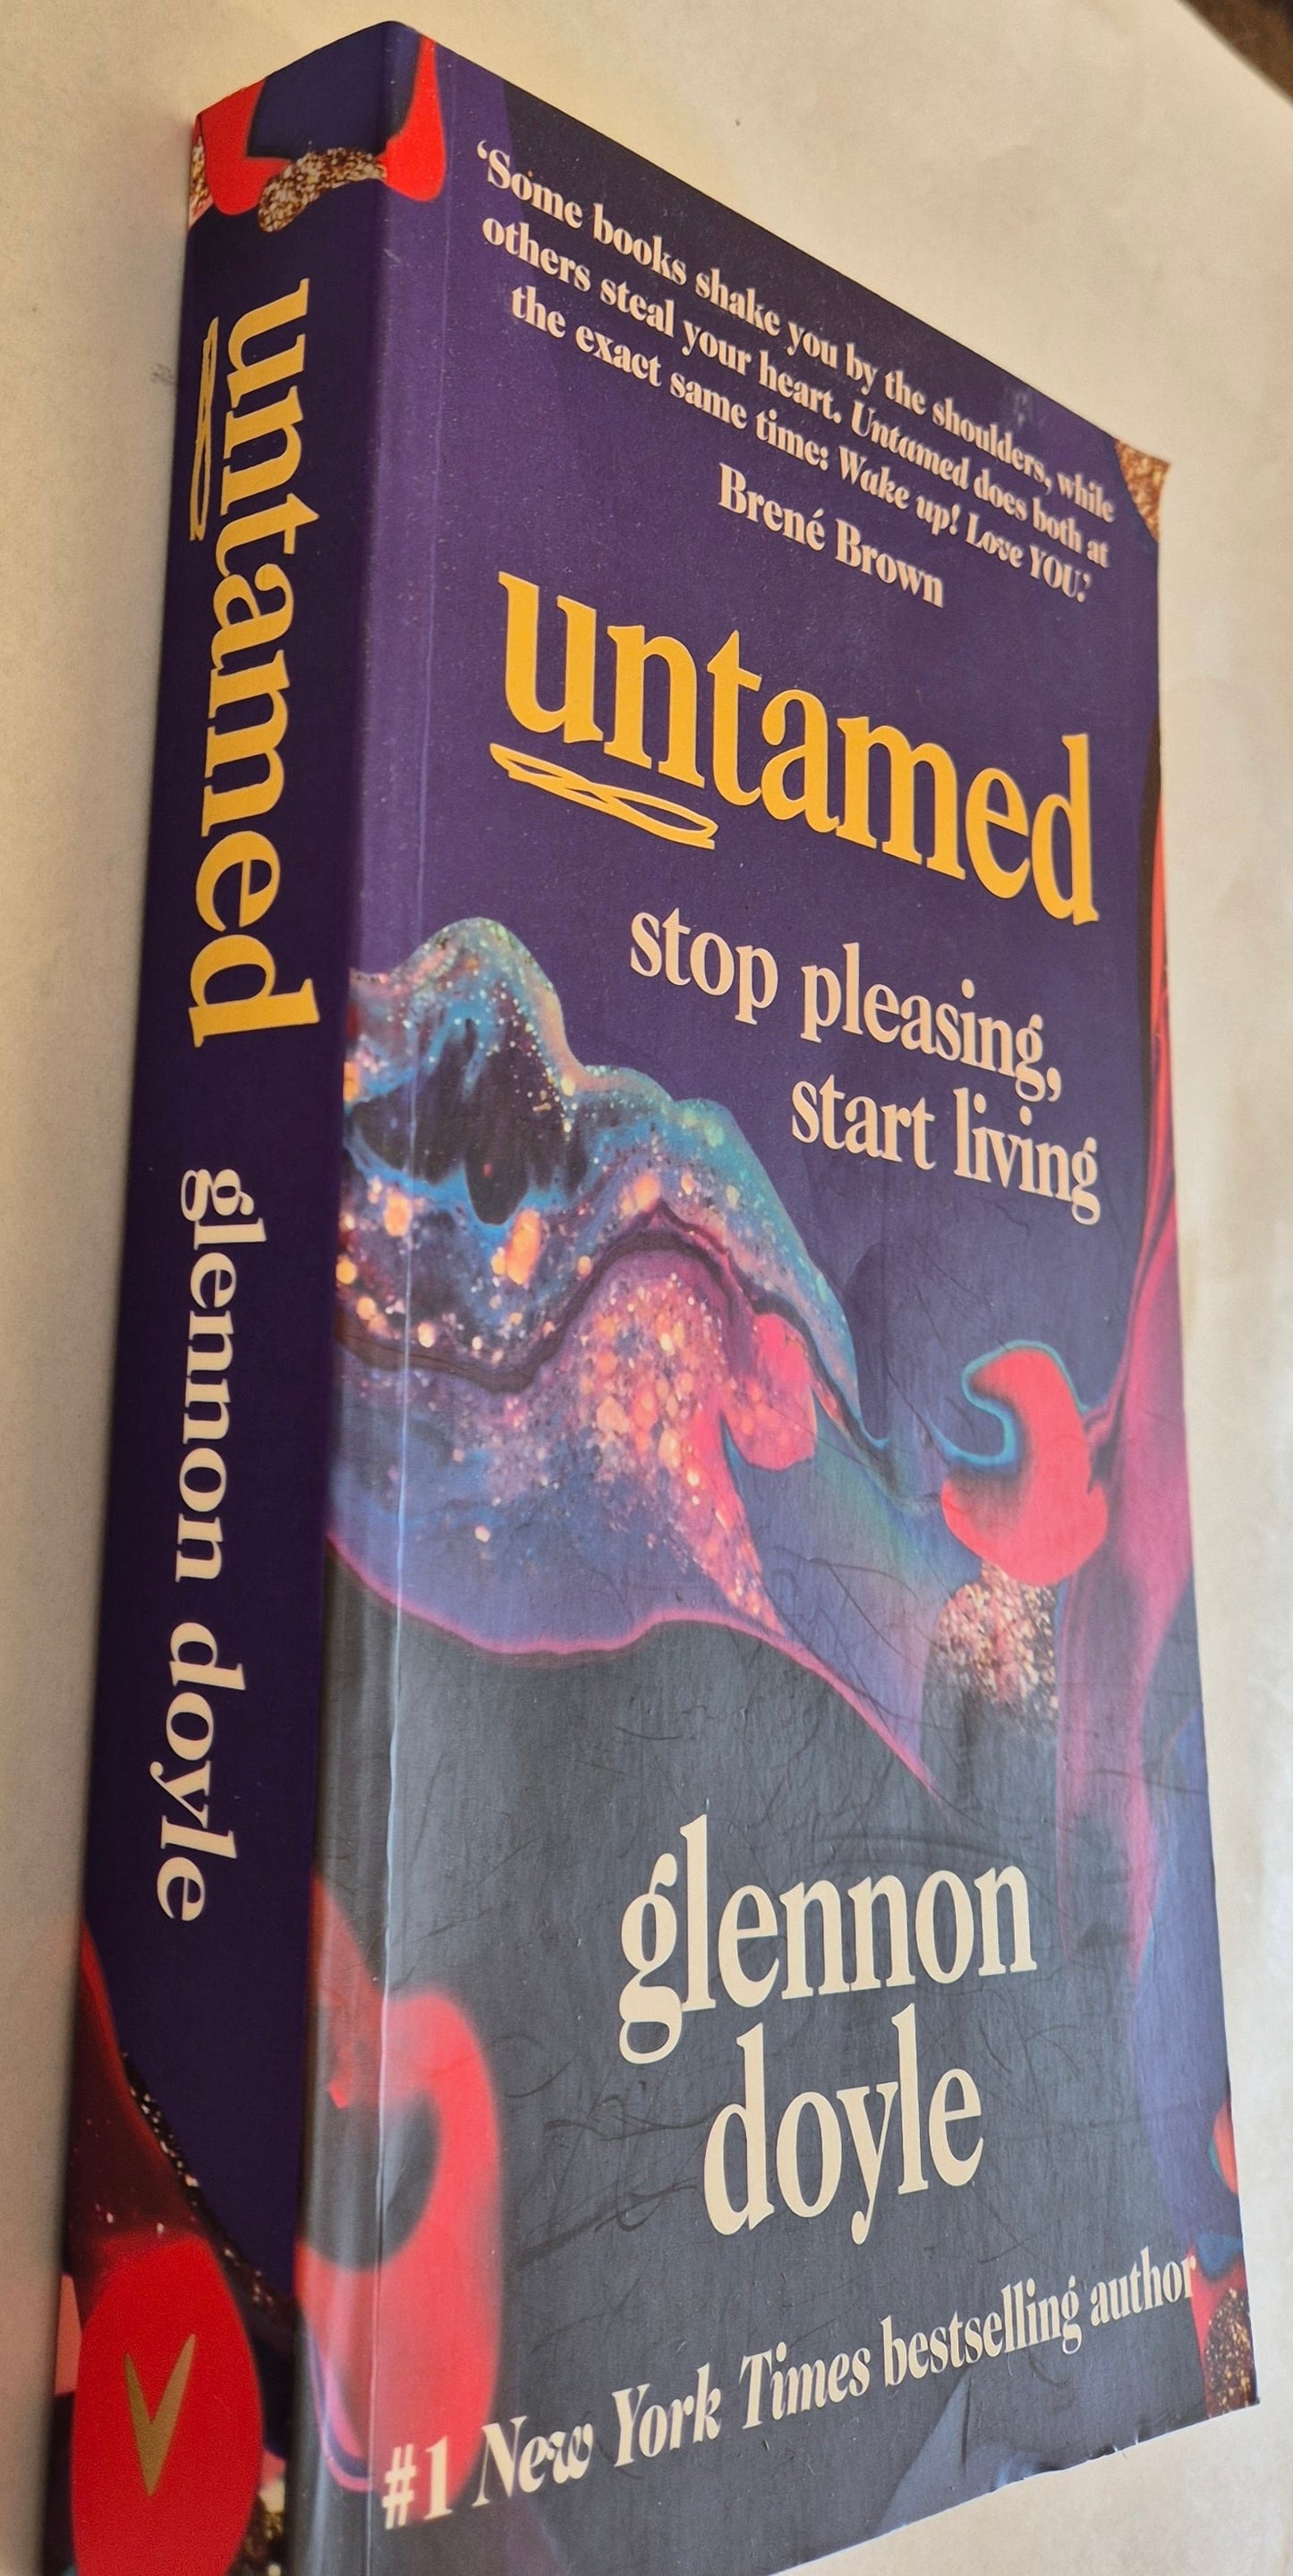 untamed glennon doyle
‘Some books shake you by the shoulders, while
others steal your heart. Untamed does both at
the exact same time: Wake up! Love YOU.’
Brené Brown
untamed
stop pleasing,
start living
glennon
doyle
#1 New York Times bestselling author